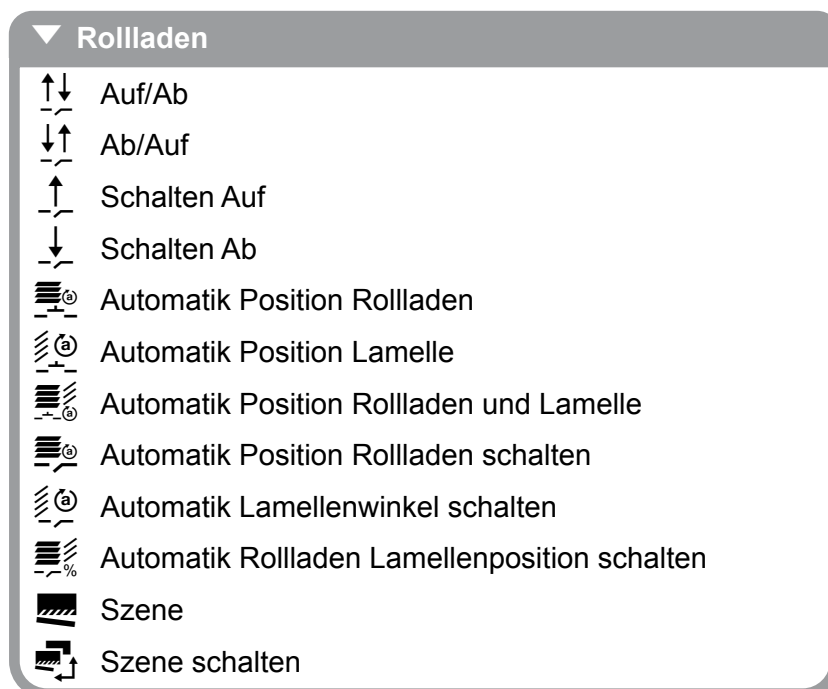 Rollladen
Auf/Ab
Ab/Auf
Schalten Auf
Schalten Ab
a Automatik Position Rollladen
a Automatik Position Lamelle
a Automatik Position Rollladen und Lamelle
a Automatik Position Rollladen schalten
a Automatik Lamellenwinkel schalten
% Automatik Rollladen Lamellenposition schalten
Szene
Szene schalten